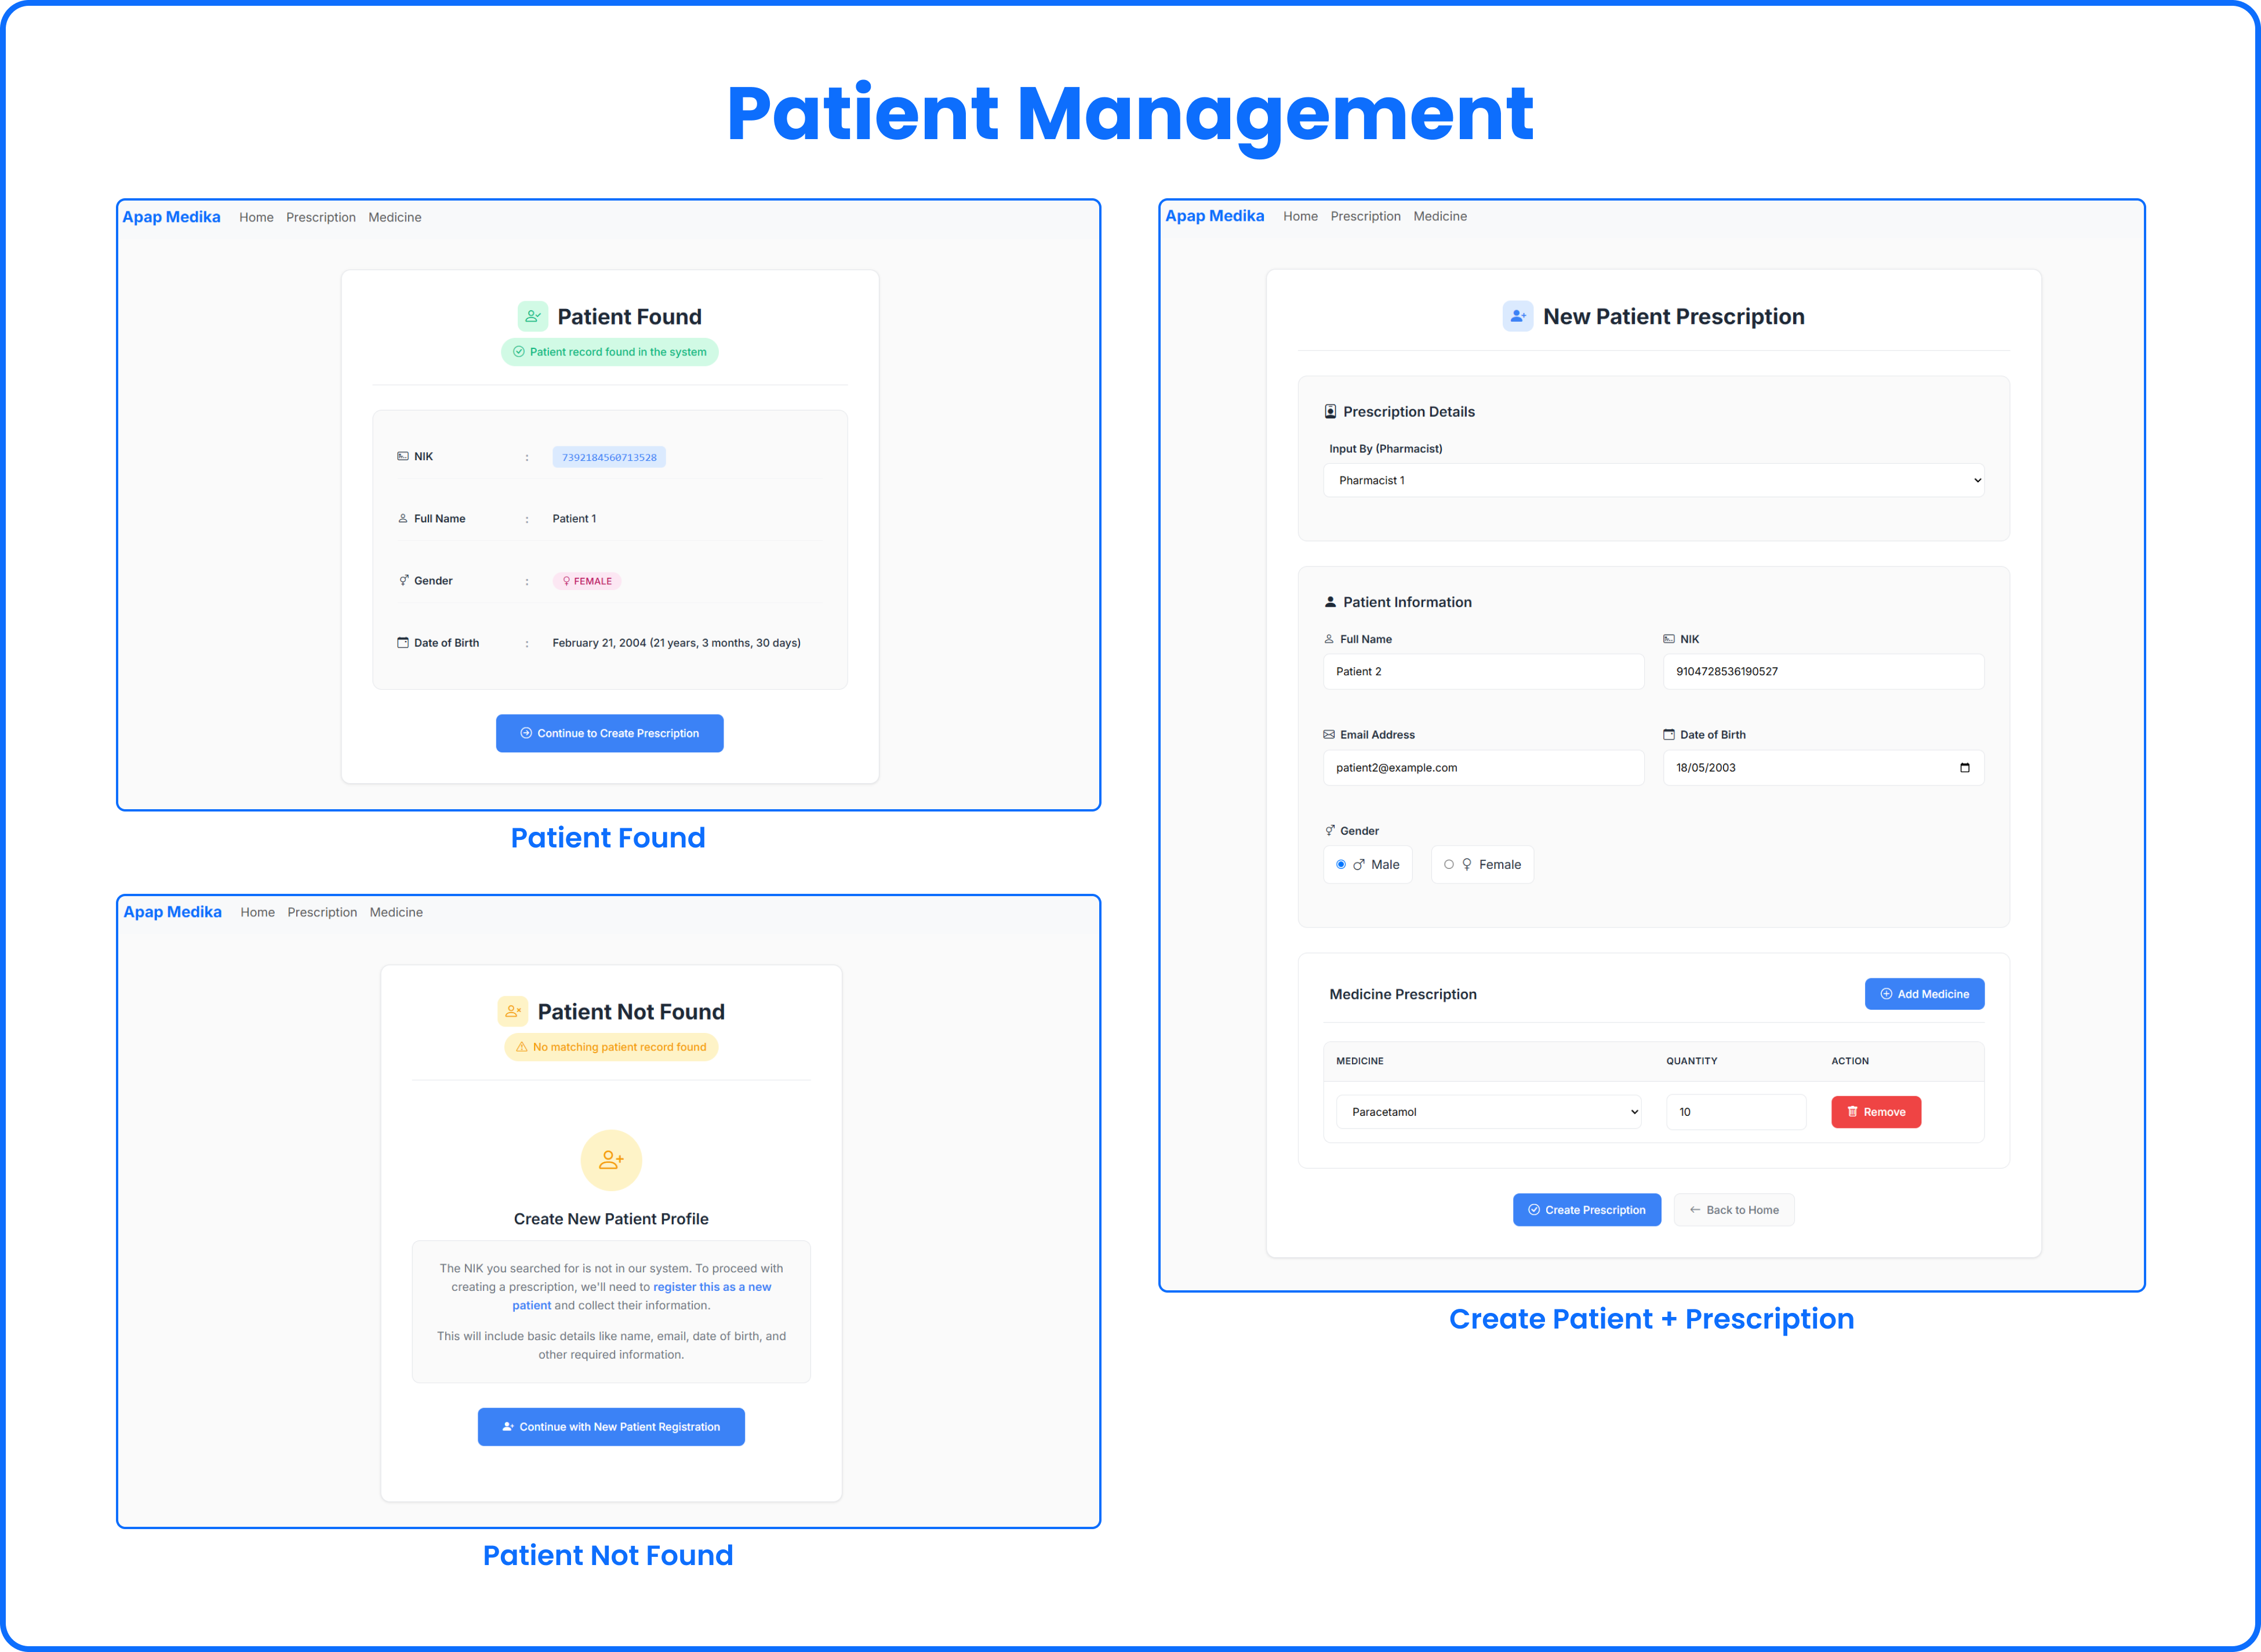 Patient Management
Apap Medika Home Prescription Medicine
Patient Found
Patient record found in the system
NIK : 7392184560713528
Full Name : Patient 1
Gender : FEMALE
Date of Birth : February 21, 2004 (21 years, 3 months, 30 days)
Continue to Create Prescription
Patient Found
Apap Medika Home Prescription Medicine
Patient Not Found
No matching patient record found
Create New Patient Profile
The NIK you searched for is not in our system. To proceed with
creating a prescription, we'll need to register this as a new
patient and collect their information.
This will include basic details like name, email, date of birth, and
other required information.
Continue with New Patient Registration
Patient Not Found
Apap Medika Home Prescription Medicine
New Patient Prescription
Prescription Details
Input By (Pharmacist)
Pharmacist 1
Patient Information
Full Name NIK
Patient 2 9104728536190527
Email Address Date of Birth
patient2@example.com 18/05/2003
Gender
Male Female
Medicine Prescription Add Medicine
MEDICINE QUANTITY ACTION
Paracetamol 10 Remove
Create Prescription Back to Home
Create Patient + Prescription